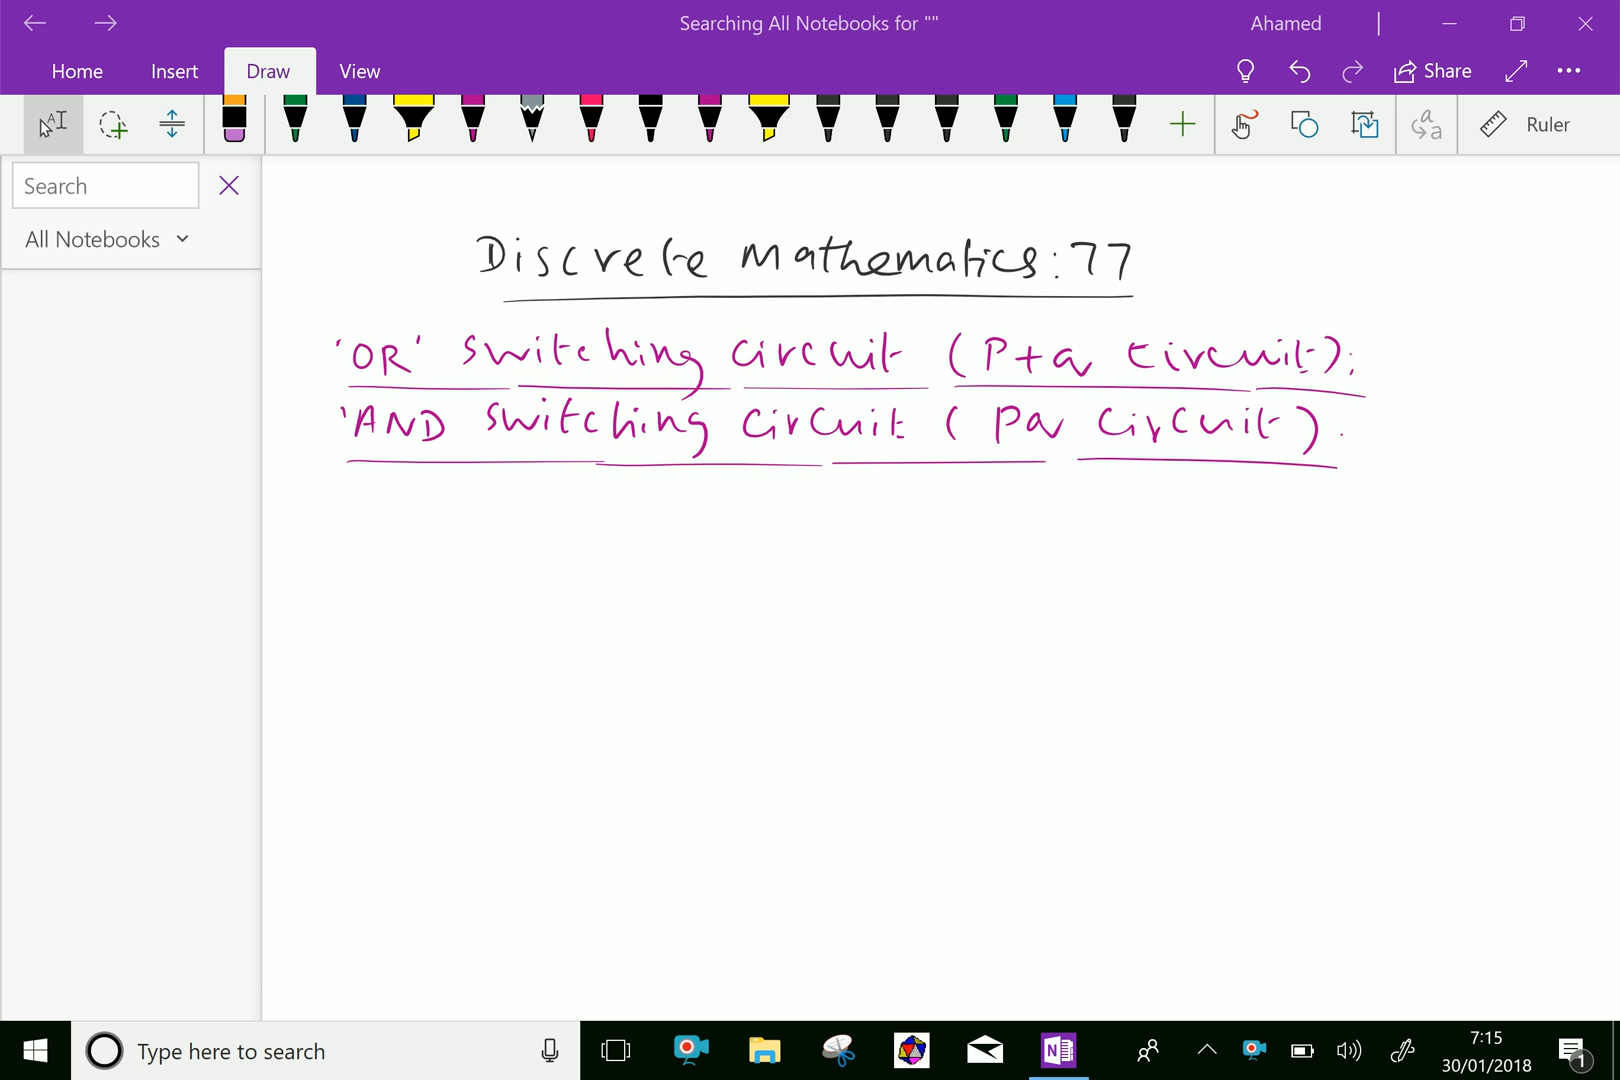 Searching All Notebooks for ""
Ahamed
Home Insert Draw View
Share
Ruler
Search
All Notebooks
Discrete Mathematics: 77
'OR' switching circuit (P+Q circuit);
'AND switching circuit (PQ circuit).
Type here to search
7:15
30/01/2018
1